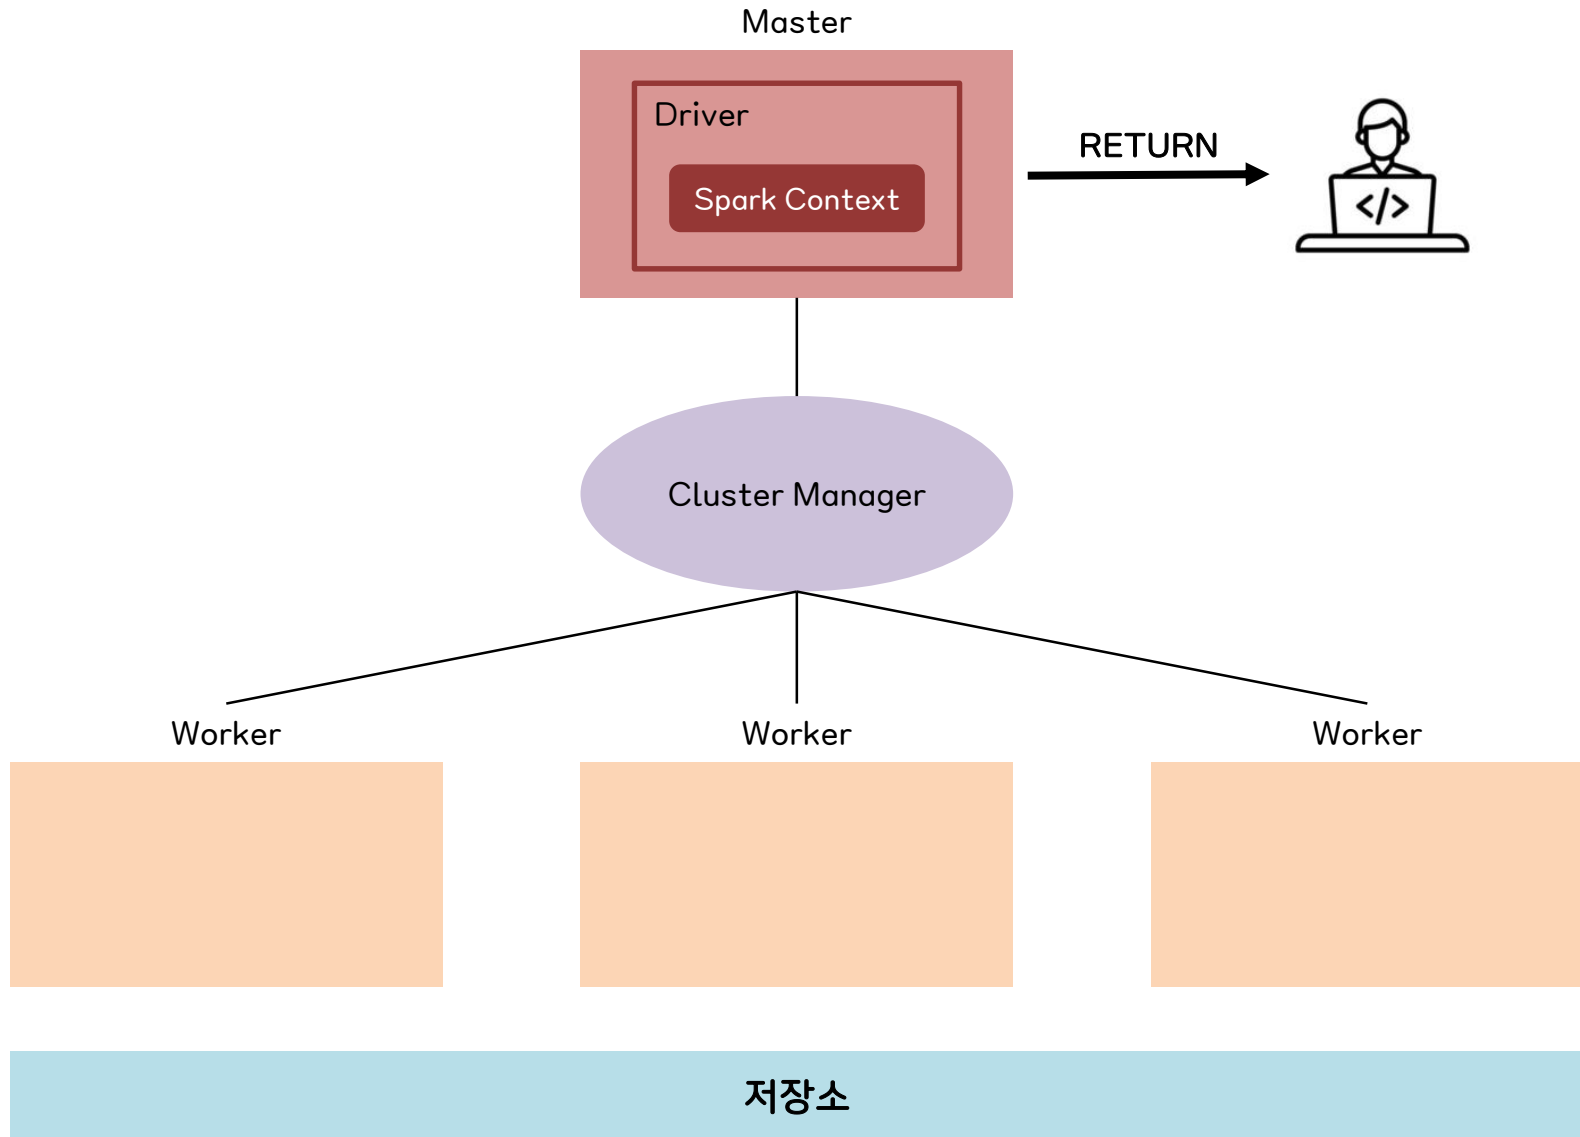 Master
Driver
Spark Context
RETURN
</>
Cluster Manager
Worker
Worker
Worker
저장소